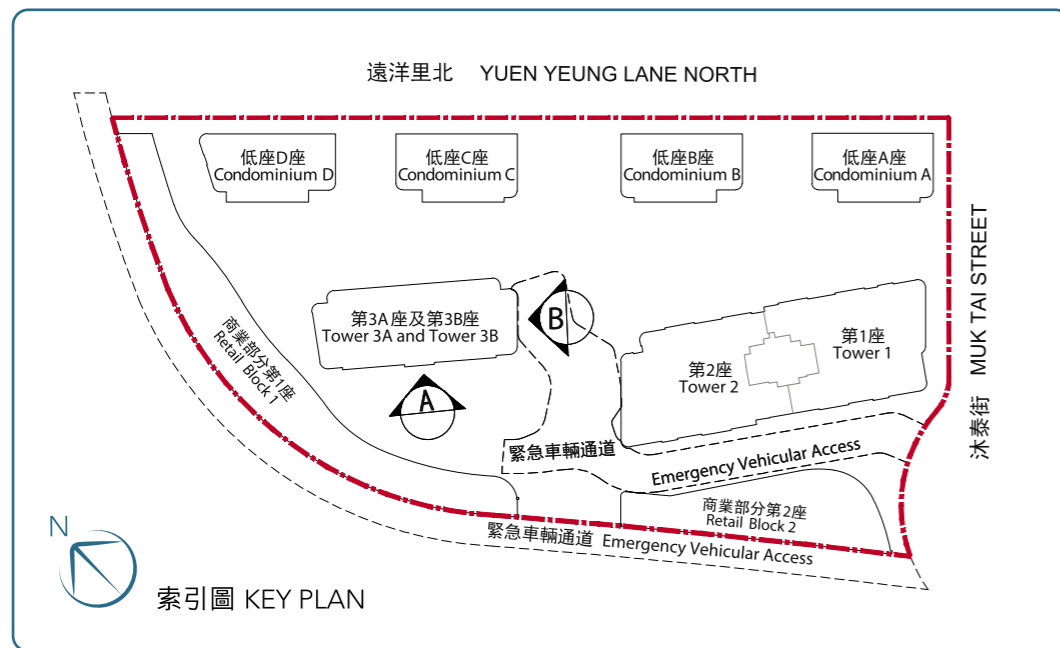 遠洋里北 YUEN YEUNG LANE NORTH
低座D座
Condominium D
低座C座
Condominium C
低座B座
Condominium B
低座A座
Condominium A
沐泰街 MUK TAI STREET
商業部分第1座
Retail Block 1
第3A座及第3B座
Tower 3A and Tower 3B
B
第1座
Tower 1
第2座
Tower 2
A
緊急車輛通道
Emergency Vehicular Access
商業部分第2座
Retail Block 2
緊急車輛通道 Emergency Vehicular Access
N
索引圖 KEY PLAN